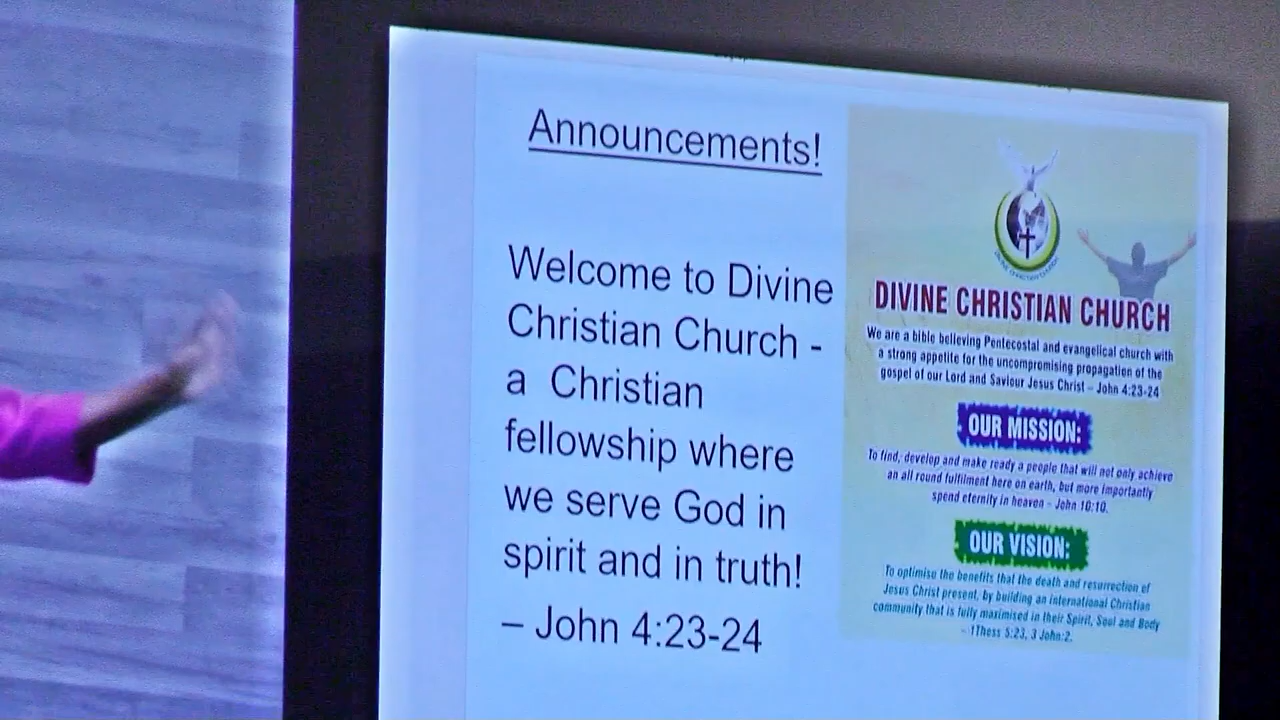 Announcements!
Welcome to Divine
Christian Church -
a Christian
fellowship where
we serve God in
spirit and in truth!
– John 4:23-24
DIVINE CHRISTIAN CHURCH
We are a bible believing Pentecostal and evangelical church with
a strong appetite for the uncompromising propagation of the
gospel of our Lord and Saviour Jesus Christ – John 4:23-24
OUR MISSION:
To find, develop and make ready a people that will not only achieve
an all round fulfilment here on earth, but more importantly
spend eternity in heaven – John 10:10.
OUR VISION:
To optimise the benefits that the death and resurrection of
Jesus Christ present, by building an international Christian
community that is fully maximised in their Spirit, Soul and Body
– 1Thess 5:23, 3 John:2.